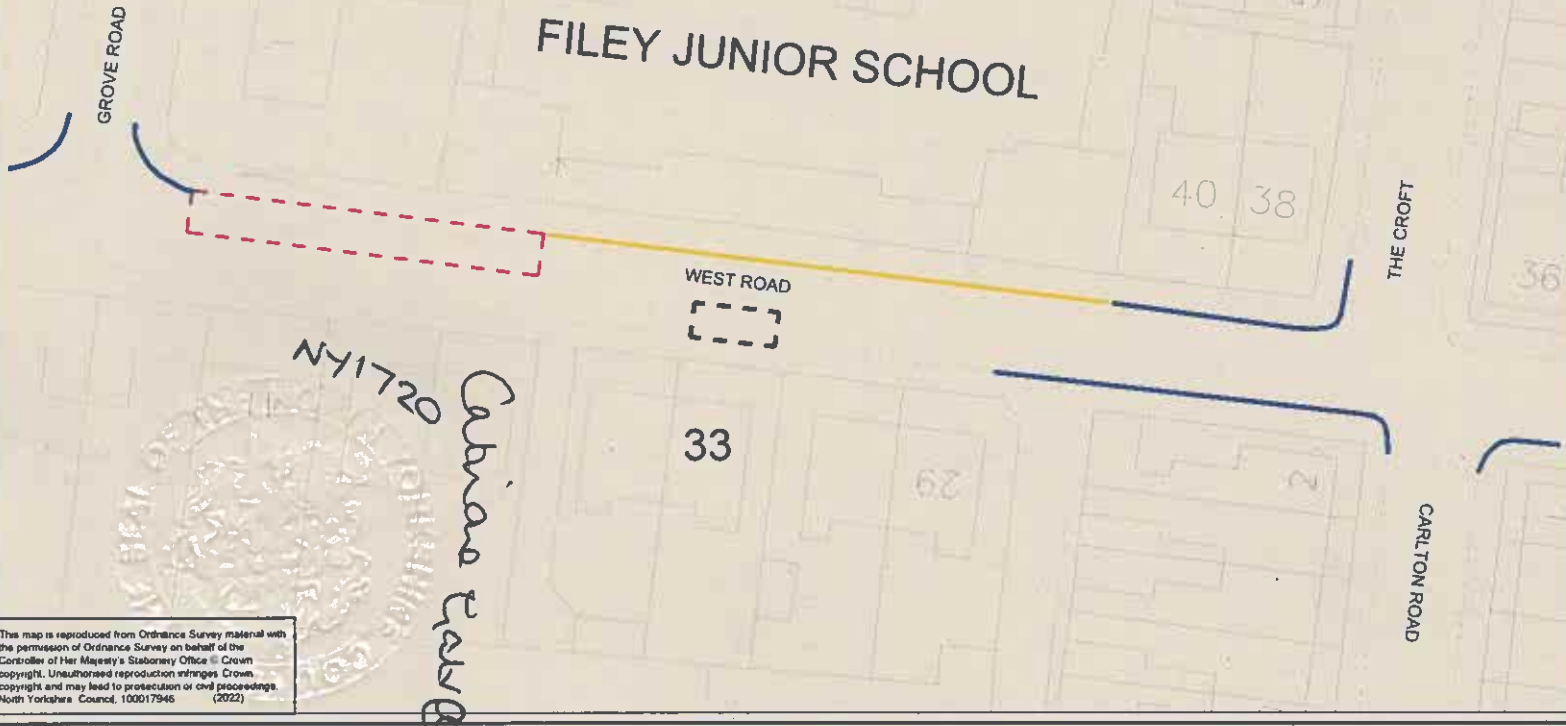 GROVE ROAD
FILEY JUNIOR SCHOOL
40
38
THE CROFT
36
WEST ROAD
NY1720
33
29
2
CARLTON ROAD
This map is reproduced from Ordnance Survey material with
the permission of Ordnance Survey on behalf of the
Controller of Her Majesty's Stationery Office © Crown
copyright. Unauthorised reproduction infringes Crown
copyright and may lead to prosecution or civil proceedings.
North Yorkshire Council, 100017946 (2022)